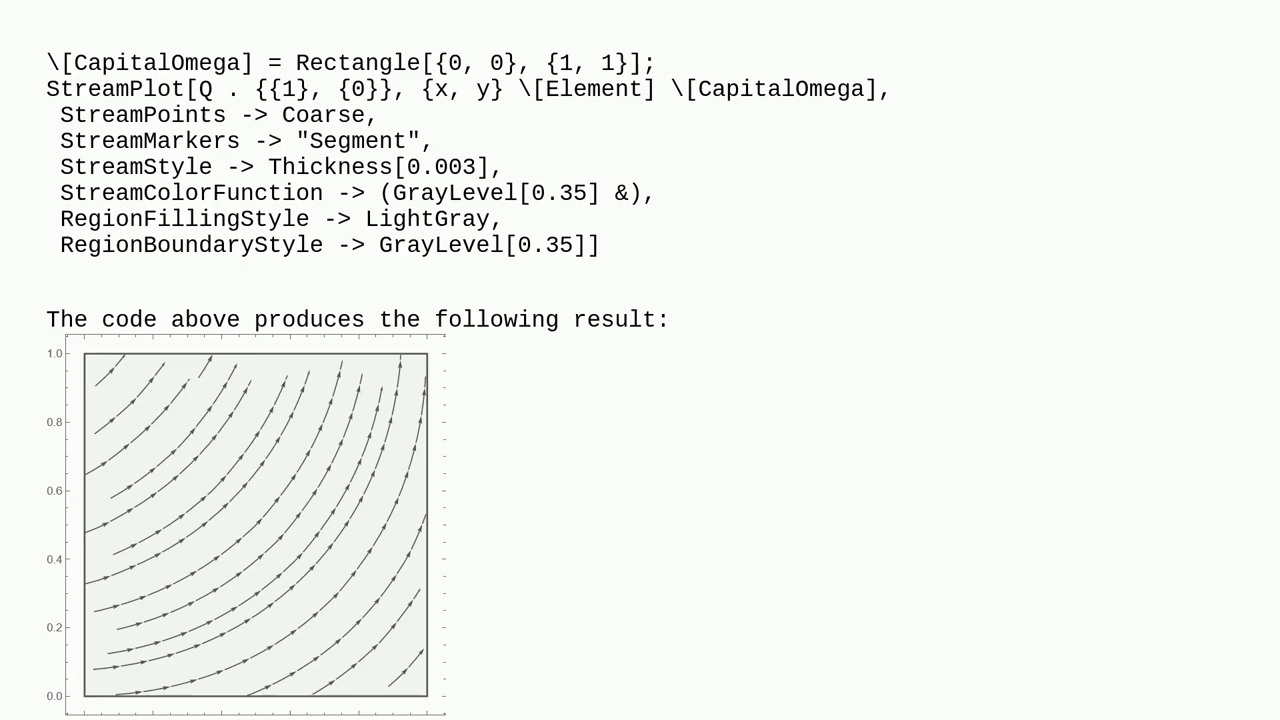 \[CapitalOmega] = Rectangle[{0, 0}, {1, 1}];
StreamPlot[Q . {{1}, {0}}, {x, y} \[Element] \[CapitalOmega],
 StreamPoints -> Coarse,
 StreamMarkers -> "Segment",
 StreamStyle -> Thickness[0.003],
 StreamColorFunction -> (GrayLevel[0.35] &),
 RegionFillingStyle -> LightGray,
 RegionBoundaryStyle -> GrayLevel[0.35]]
The code above produces the following result:
1.0
0.8
0.6
0.4
0.2
0.0